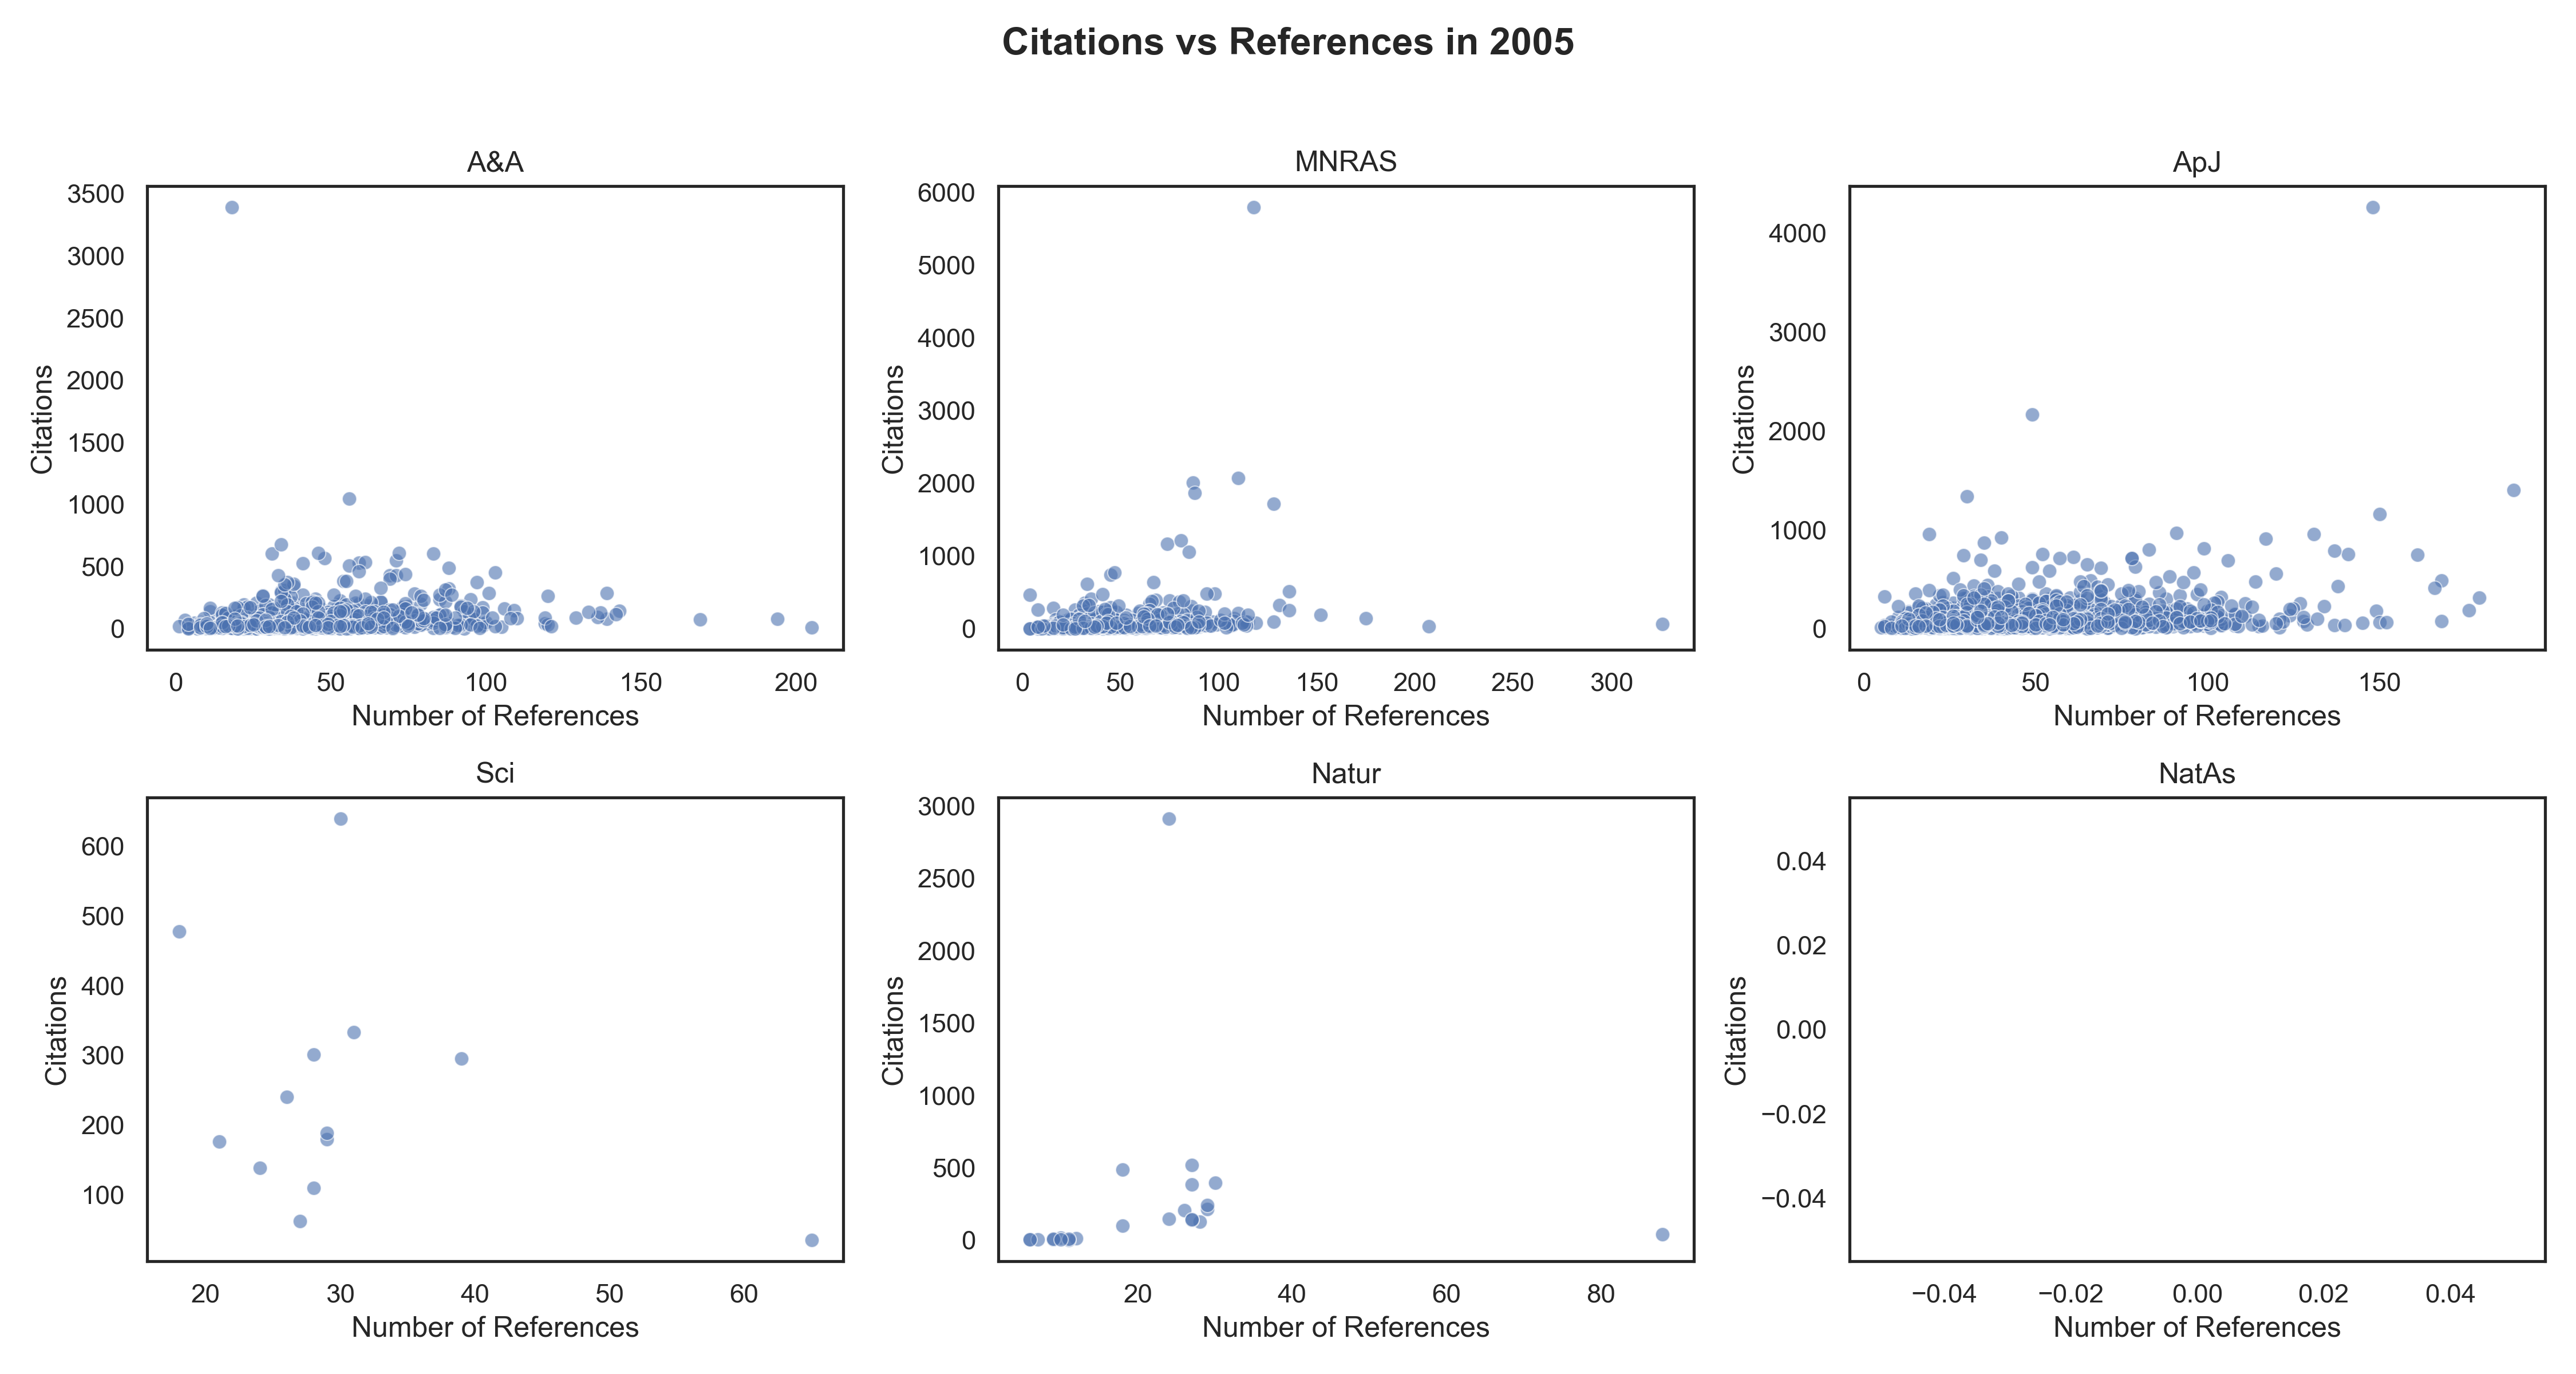 Citations vs References in 2005
A&A
3500
3000
2500
2000
1500
1000
500
0
Citations
0 50 100 150 200
Number of References
MNRAS
6000
5000
4000
3000
2000
1000
0
Citations
0 50 100 150 200 250 300
Number of References
ApJ
4000
3000
2000
1000
0
Citations
0 50 100 150
Number of References
Sci
600
500
400
300
200
100
Citations
20 30 40 50 60
Number of References
Natur
3000
2500
2000
1500
1000
500
0
Citations
20 40 60 80
Number of References
NatAs
0.04
0.02
0.00
−0.02
−0.04
Citations
−0.04 −0.02 0.00 0.02 0.04
Number of References